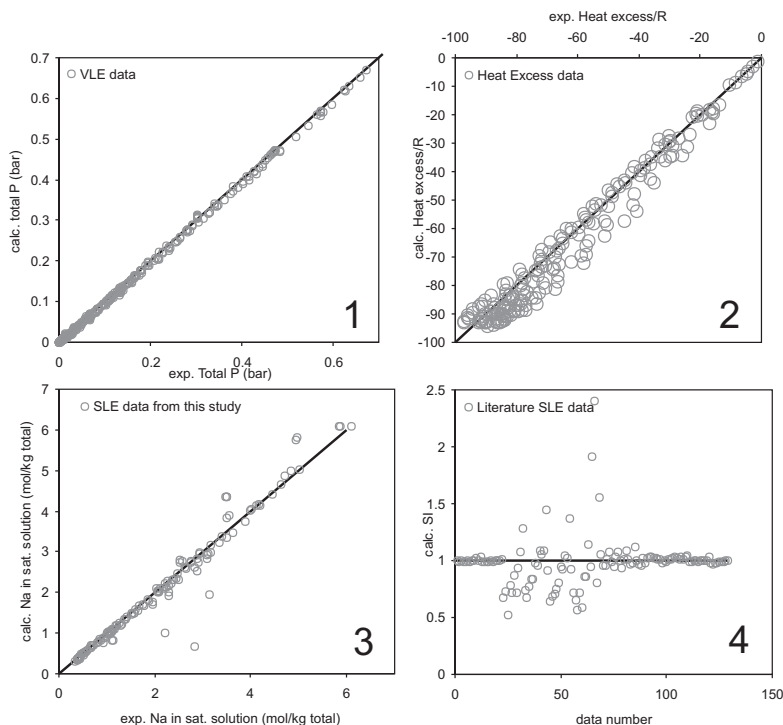 exp. Heat excess/R
-100 -80 -60 -40 -20 0
0.7
0.6
0.5
0.4
0.3
0.2
0.1
0
calc. total P (bar)
VLE data
1
0 0.2 0.4 0.6
exp. Total P (bar)
0
-10
-20
-30
-40
-50
-60
-70
-80
-90
-100
calc. Heat excess/R
Heat Excess data
2
7
6
5
4
3
2
1
0
calc. Na in sat. solution (mol/kg total)
SLE data from this study
3
0 2 4 6
exp. Na in sat. solution (mol/kg total)
2.5
2
1.5
1
0.5
0
calc. SI
Literature SLE data
4
0 50 100 150
data number